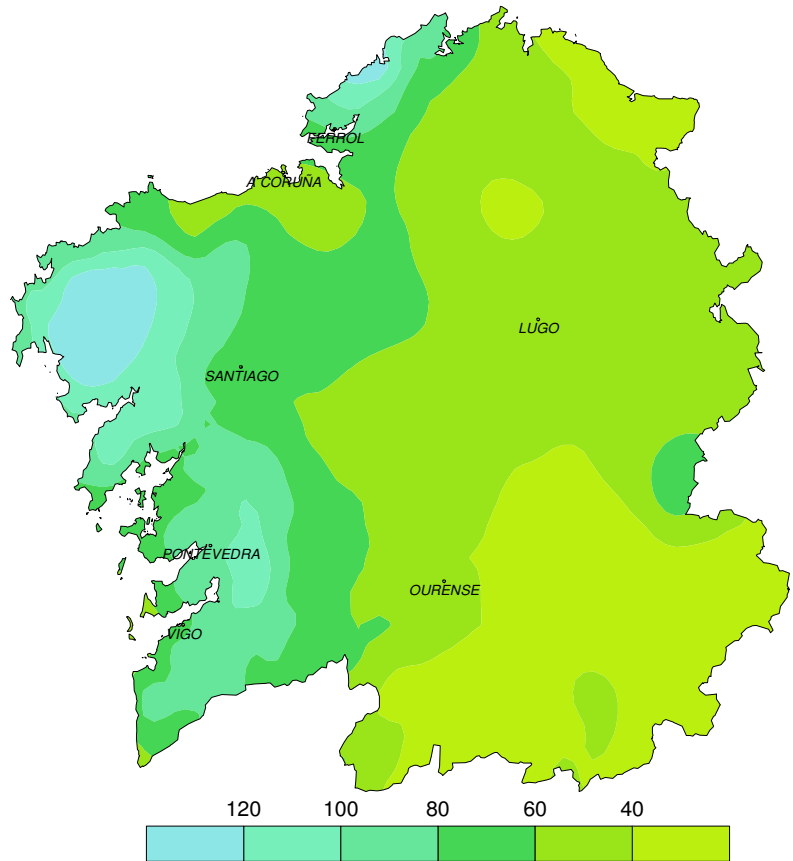 FERROL
A CORUÑA
LUGO
SANTIAGO
PONTEVEDRA
OURENSE
VIGO
120 100 80 60 40